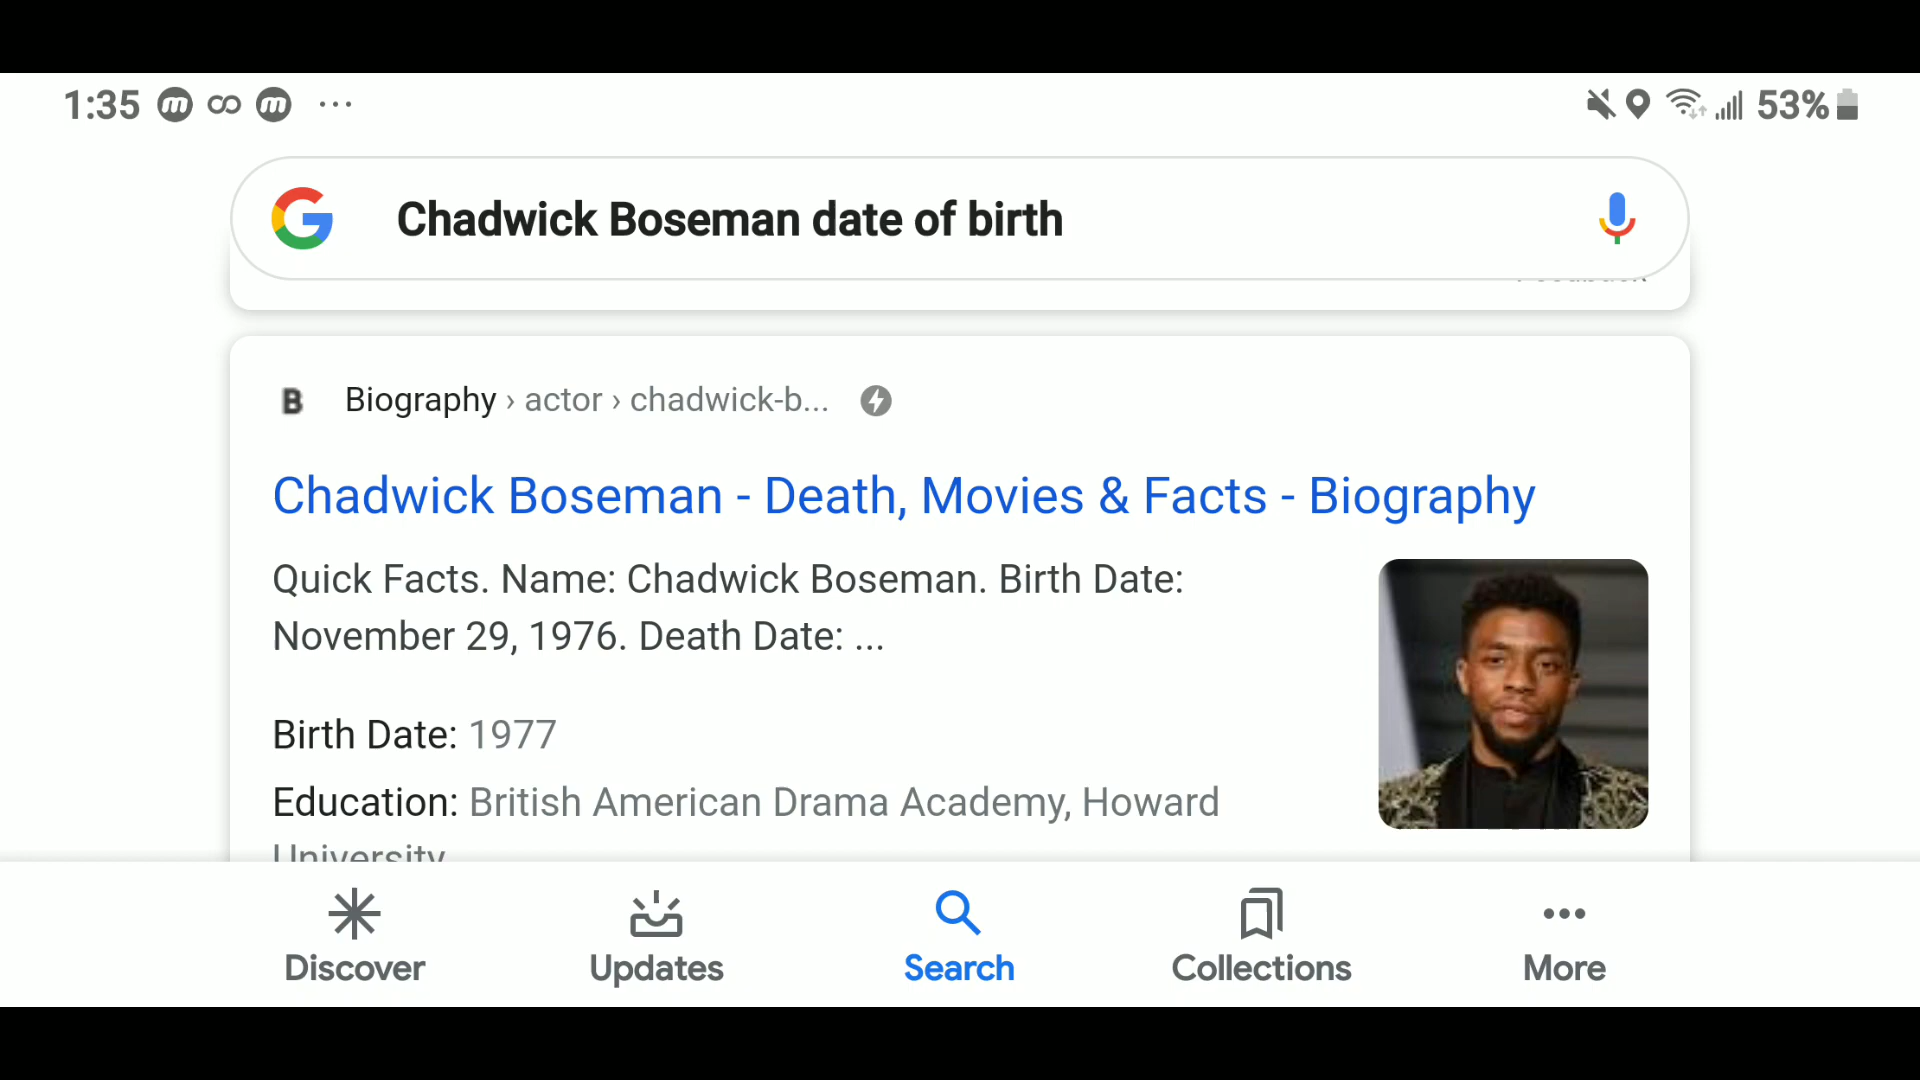 1:35 ... 53%
Chadwick Boseman date of birth
B Biography › actor › chadwick-b...
Chadwick Boseman - Death, Movies & Facts - Biography
Quick Facts. Name: Chadwick Boseman. Birth Date:
November 29, 1976. Death Date: ...
Birth Date: 1977
Education: British American Drama Academy, Howard
University
Discover Updates Search Collections More